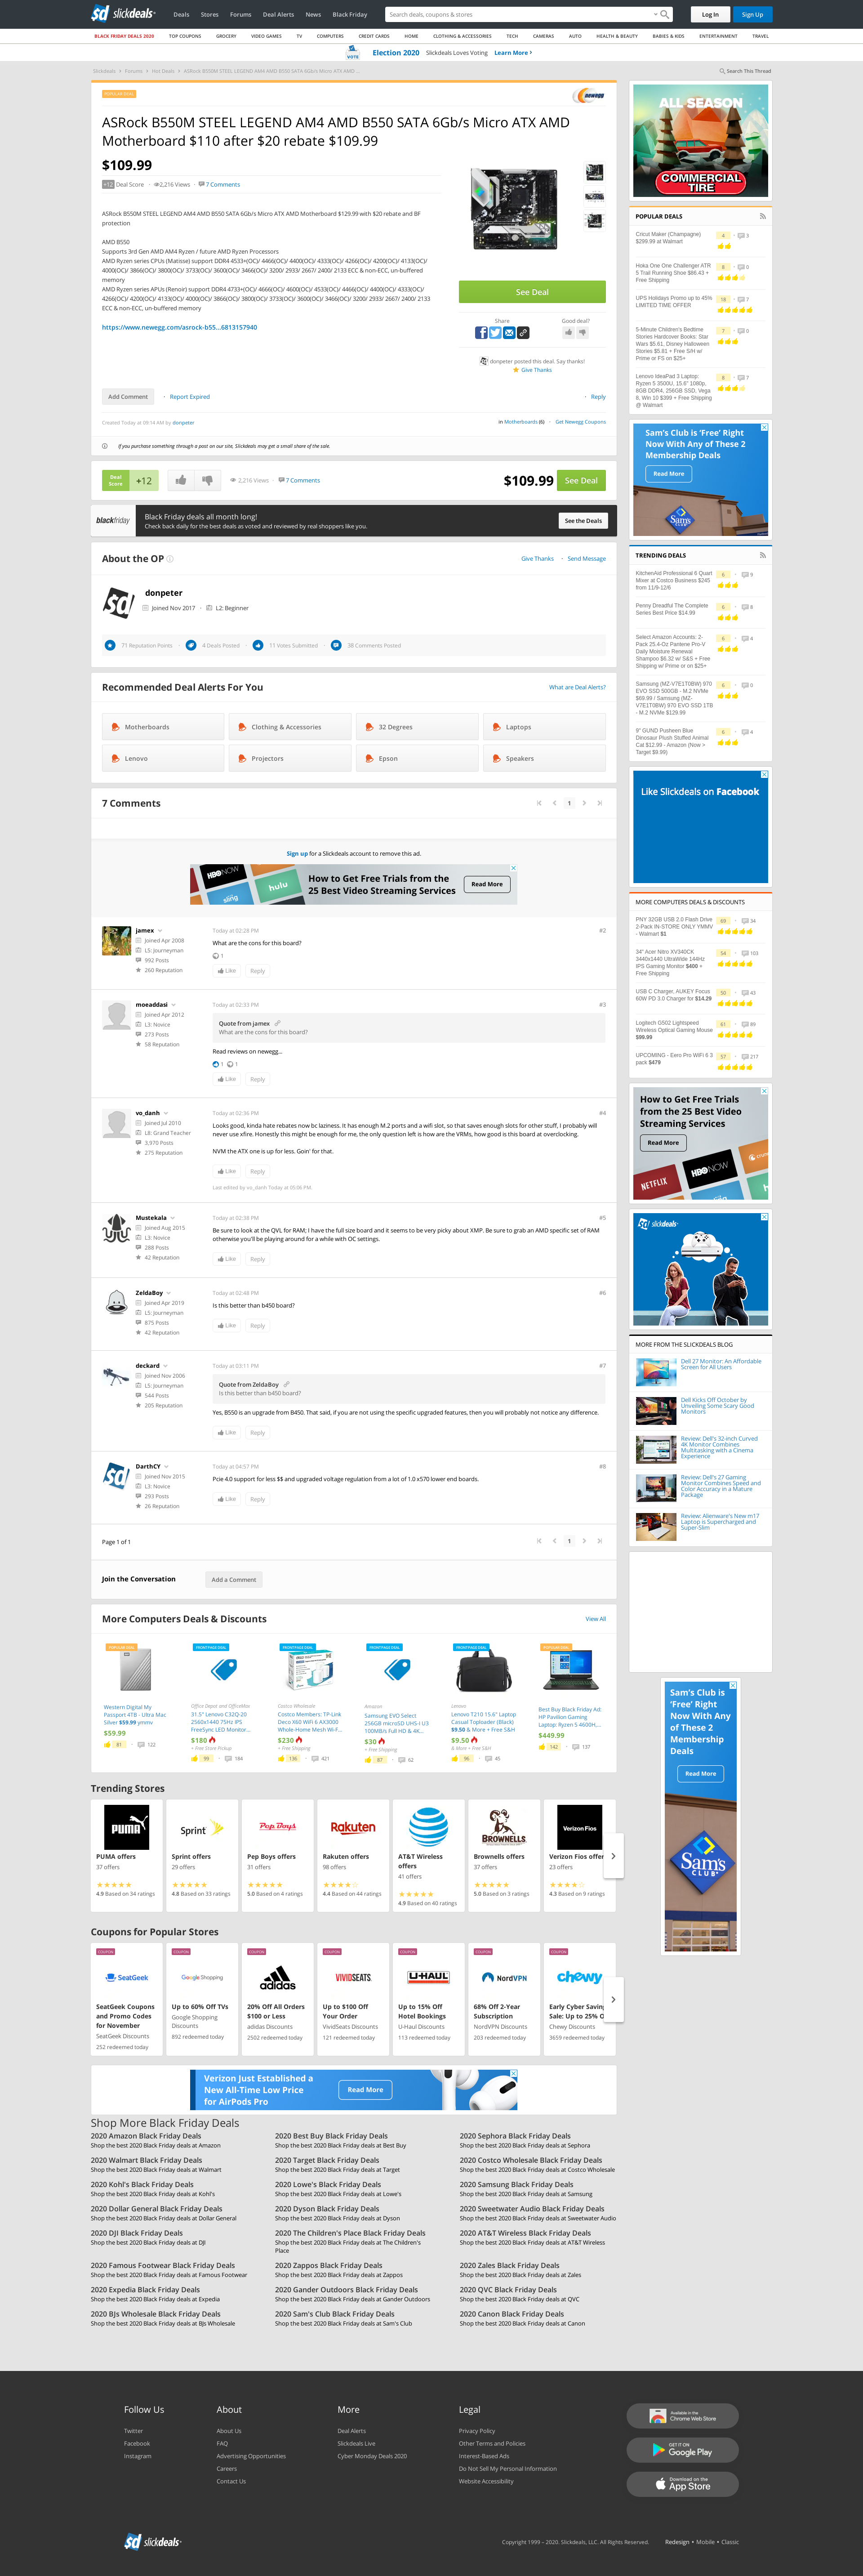 slickdeals
Deals
Stores
Forums
Deal Alerts
News
Black Friday
Search deals, coupons & stores
Log In
Sign Up
BLACK FRIDAY DEALS 2020
TOP COUPONS
GROCERY
VIDEO GAMES
TV
COMPUTERS
CREDIT CARDS
HOME
CLOTHING & ACCESSORIES
TECH
CAMERAS
AUTO
HEALTH & BEAUTY
BABIES & KIDS
ENTERTAINMENT
TRAVEL
VOTE
Election 2020 Slickdeals Loves Voting Learn More
Slickdeals
Forums
Hot Deals
ASRock B550M STEEL LEGEND AM4 AMD B550 SATA 6Gb/s Micro ATX AMD ...
Search This Thread
POPULAR DEAL
newegg
ASRock B550M STEEL LEGEND AM4 AMD B550 SATA 6Gb/s Micro ATX AMD
Motherboard $110 after $20 rebate $109.99
$109.99
+12 Deal Score
2,216 Views
7 Comments
ASRock B550M STEEL LEGEND AM4 AMD B550 SATA 6Gb/s Micro ATX AMD Motherboard $129.99 with $20 rebate and BF
protection
AMD B550
Supports 3rd Gen AMD AM4 Ryzen / future AMD Ryzen Processors
AMD Ryzen series CPUs (Matisse) support DDR4 4533+(OC)/ 4466(OC)/ 4400(OC)/ 4333(OC)/ 4266(OC)/ 4200(OC)/ 4133(OC)/
4000(OC)/ 3866(OC)/ 3800(OC)/ 3733(OC)/ 3600(OC)/ 3466(OC)/ 3200/ 2933/ 2667/ 2400/ 2133 ECC & non-ECC, un-buffered
memory
AMD Ryzen series APUs (Renoir) support DDR4 4733+(OC)/ 4666(OC)/ 4600(OC)/ 4533(OC)/ 4466(OC)/ 4400(OC)/ 4333(OC)/
4266(OC)/ 4200(OC)/ 4133(OC)/ 4000(OC)/ 3866(OC)/ 3800(OC)/ 3733(OC)/ 3600(OC)/ 3466(OC)/ 3200/ 2933/ 2667/ 2400/ 2133
ECC & non-ECC, un-buffered memory
https://www.newegg.com/asrock-b55...6813157940
See Deal
Share
Good deal?
donpeter posted this deal. Say thanks!
Give Thanks
Add Comment
Report Expired
Reply
Created Today at 09:14 AM by donpeter
in Motherboards (6)
Get Newegg Coupons
If you purchase something through a post on our site, Slickdeals may get a small share of the sale.
Deal
Score
+12
2,216 Views
7 Comments
$109.99
See Deal
blackfriday
Black Friday deals all month long!
Check back daily for the best deals as voted and reviewed by real shoppers like you.
See the Deals
About the OP
Give Thanks
Send Message
donpeter
Joined Nov 2017
L2: Beginner
71 Reputation Points
4 Deals Posted
11 Votes Submitted
38 Comments Posted
Recommended Deal Alerts For You
What are Deal Alerts?
Motherboards
Clothing & Accessories
32 Degrees
Laptops
Lenovo
Projectors
Epson
Speakers
7 Comments
1
Sign up for a Slickdeals account to remove this ad.
HBO NOW
hulu
How to Get Free Trials from the
25 Best Video Streaming Services
Read More
jamex
Joined Apr 2008
L5: Journeyman
992 Posts
260 Reputation
Today at 02:28 PM
#2
What are the cons for this board?
1
Like
Reply
moeaddasi
Joined Apr 2012
L3: Novice
273 Posts
58 Reputation
Today at 02:33 PM
#3
Quote from jamex
What are the cons for this board?
Read reviews on newegg...
1
1
Like
Reply
vo_danh
Joined Jul 2010
L8: Grand Teacher
3,970 Posts
275 Reputation
Today at 02:36 PM
#4
Looks good, kinda hate rebates now bc laziness. It has enough M.2 ports and a wifi slot, so that saves enough slots for other stuff, I probably will
never use xfire. Honestly this might be enough for me, the only question left is how are the VRMs, how good is this board at overclocking.
NVM the ATX one is up for less. Goin' for that.
Like
Reply
Last edited by vo_danh Today at 05:06 PM.
Mustekala
Joined Aug 2015
L3: Novice
288 Posts
42 Reputation
Today at 02:38 PM
#5
Be sure to look at the QVL for RAM; I have the full size board and it seems to be very picky about XMP. Be sure to grab an AMD specific set of RAM
otherwise you'll be playing around for a while with OC settings.
Like
Reply
ZeldaBoy
Joined Apr 2019
L5: Journeyman
875 Posts
42 Reputation
Today at 02:48 PM
#6
Is this better than b450 board?
Like
Reply
deckard
Joined Nov 2006
L5: Journeyman
544 Posts
205 Reputation
Today at 03:11 PM
#7
Quote from ZeldaBoy
Is this better than b450 board?
Yes, B550 is an upgrade from B450. That said, if you are not using the specific upgraded features, then you will probably not notice any difference.
Like
Reply
DarthCY
Joined Nov 2015
L3: Novice
293 Posts
26 Reputation
Today at 04:57 PM
#8
Pcie 4.0 support for less $$ and upgraded voltage regulation from a lot of 1.0 x570 lower end boards.
Like
Reply
Page 1 of 1
1
Join the Conversation
Add a Comment
More Computers Deals & Discounts
View All
POPULAR DEAL
Western Digital My
Passport 4TB - Ultra Mac
Silver $59.99 ymmv
$59.99
81
122
FRONTPAGE DEAL
Office Depot and OfficeMax
31.5" Lenovo C32Q-20
2560x1440 75Hz IPS
FreeSync LED Monitor...
$180
+ Free Store Pickup
99
184
FRONTPAGE DEAL
Costco Wholesale
Costco Members: TP-Link
Deco X60 WiFi 6 AX3000
Whole-Home Mesh Wi-F...
$230
+ Free Shipping
136
421
FRONTPAGE DEAL
Amazon
Samsung EVO Select
256GB microSD UHS-I U3
100MB/s Full HD & 4K...
$30
+ Free Shipping
87
62
FRONTPAGE DEAL
Lenovo
Lenovo T210 15.6" Laptop
Casual Toploader (Black)
$9.50 & More + Free S&H
$9.50
& More + Free S&H
96
45
POPULAR DEAL
Best Buy Black Friday Ad:
HP Pavilion Gaming
Laptop: Ryzen 5 4600H,...
$449.99
142
137
Trending Stores
PUMA
PUMA offers
37 offers
4.9 Based on 34 ratings
Sprint
Sprint offers
29 offers
4.8 Based on 33 ratings
Pep Boys
Pep Boys offers
31 offers
5.0 Based on 4 ratings
Rakuten
Rakuten offers
98 offers
4.4 Based on 44 ratings
AT&T Wireless
offers
41 offers
4.9 Based on 40 ratings
BROWNELLS
Brownells offers
37 offers
5.0 Based on 3 ratings
Verizon Fios
Verizon Fios offer
23 offers
4.3 Based on 9 ratings
Coupons for Popular Stores
COUPON
SeatGeek
SeatGeek Coupons
and Promo Codes
for November
SeatGeek Discounts
252 redeemed today
COUPON
Google Shopping
Up to 60% Off TVs
Google Shopping
Discounts
892 redeemed today
COUPON
adidas
20% Off All Orders
$100 or Less
adidas Discounts
2502 redeemed today
COUPON
VIVIDSEATS
Up to $100 Off
Your Order
VividSeats Discounts
121 redeemed today
COUPON
U-HAUL
Up to 15% Off
Hotel Bookings
U-Haul Discounts
113 redeemed today
COUPON
NordVPN
68% Off 2-Year
Subscription
NordVPN Discounts
203 redeemed today
COUPON
chewy
Early Cyber Saving
Sale: Up to 25% O
Chewy Discounts
3659 redeemed today
Verizon Just Established a
New All-Time Low Price
for AirPods Pro
Read More
Shop More Black Friday Deals
2020 Amazon Black Friday Deals
Shop the best 2020 Black Friday deals at Amazon
2020 Best Buy Black Friday Deals
Shop the best 2020 Black Friday deals at Best Buy
2020 Sephora Black Friday Deals
Shop the best 2020 Black Friday deals at Sephora
2020 Walmart Black Friday Deals
Shop the best 2020 Black Friday deals at Walmart
2020 Target Black Friday Deals
Shop the best 2020 Black Friday deals at Target
2020 Costco Wholesale Black Friday Deals
Shop the best 2020 Black Friday deals at Costco Wholesale
2020 Kohl's Black Friday Deals
Shop the best 2020 Black Friday deals at Kohl's
2020 Lowe's Black Friday Deals
Shop the best 2020 Black Friday deals at Lowe's
2020 Samsung Black Friday Deals
Shop the best 2020 Black Friday deals at Samsung
2020 Dollar General Black Friday Deals
Shop the best 2020 Black Friday deals at Dollar General
2020 Dyson Black Friday Deals
Shop the best 2020 Black Friday deals at Dyson
2020 Sweetwater Audio Black Friday Deals
Shop the best 2020 Black Friday deals at Sweetwater Audio
2020 DJI Black Friday Deals
Shop the best 2020 Black Friday deals at DJI
2020 The Children's Place Black Friday Deals
Shop the best 2020 Black Friday deals at The Children's
Place
2020 AT&T Wireless Black Friday Deals
Shop the best 2020 Black Friday deals at AT&T Wireless
2020 Famous Footwear Black Friday Deals
Shop the best 2020 Black Friday deals at Famous Footwear
2020 Zappos Black Friday Deals
Shop the best 2020 Black Friday deals at Zappos
2020 Zales Black Friday Deals
Shop the best 2020 Black Friday deals at Zales
2020 Expedia Black Friday Deals
Shop the best 2020 Black Friday deals at Expedia
2020 Gander Outdoors Black Friday Deals
Shop the best 2020 Black Friday deals at Gander Outdoors
2020 QVC Black Friday Deals
Shop the best 2020 Black Friday deals at QVC
2020 BJs Wholesale Black Friday Deals
Shop the best 2020 Black Friday deals at BJs Wholesale
2020 Sam's Club Black Friday Deals
Shop the best 2020 Black Friday deals at Sam's Club
2020 Canon Black Friday Deals
Shop the best 2020 Black Friday deals at Canon
ALL SEASON
COMMERCIAL
TIRE
POPULAR DEALS
Cricut Maker (Champagne)
$299.99 at Walmart
4
3
Hoka One One Challenger ATR
5 Trail Running Shoe $86.43 +
Free Shipping
8
0
UPS Holidays Promo up to 45%
LIMITED TIME OFFER
16
7
5-Minute Children's Bedtime
Stories Hardcover Books: Star
Wars $5.61, Disney Halloween
Stories $5.81 + Free S/H w/
Prime or FS on $25+
7
0
Lenovo IdeaPad 3 Laptop:
Ryzen 5 3500U, 15.6" 1080p,
8GB DDR4, 256GB SSD, Vega
8, Win 10 $399 + Free Shipping
@ Walmart
8
7
Sam's Club is 'Free' Right
Now With Any of These 2
Membership Deals
Read More
Sam's
TRENDING DEALS
KitchenAid Professional 6 Quart
Mixer at Costco Business $245
from 11/9-12/6
6
9
Penny Dreadful The Complete
Series Best Price $14.99
6
8
Select Amazon Accounts: 2-
Pack 25.4-Oz Pantene Pro-V
Daily Moisture Renewal
Shampoo $6.32 w/ S&S + Free
Shipping w/ Prime or on $25+
6
4
Samsung (MZ-V7E1T0BW) 970
EVO SSD 500GB - M.2 NVMe
$69.99 / Samsung (MZ-
V7E1T3BW) 970 EVO SSD 1TB
- M.2 NVMe $129.99
6
0
9" GUND Pusheen Blue
Dinosaur Plush Stuffed Animal
Cat $12.99 - Amazon (Now >
Target $9.99)
6
4
Like Slickdeals on Facebook
MORE COMPUTERS DEALS & DISCOUNTS
PNY 32GB USB 2.0 Flash Drive
2-Pack IN-STORE ONLY YMMV
- Walmart $1
69
34
34" Acer Nitro XV340CK
3440x1440 UltraWide 144Hz
IPS Gaming Monitor $400 +
Free Shipping
54
103
USB C Charger, AUKEY Focus
60W PD 3.0 Charger for $14.29
50
43
Logitech G502 Lightspeed
Wireless Optical Gaming Mouse
$99.99
61
89
UPCOMING - Eero Pro WiFi 6 3
pack $479
57
217
How to Get Free Trials
from the 25 Best Video
Streaming Services
Read More
HBO NOW
NETFLIX
hulu
slickdeals
MORE FROM THE SLICKDEALS BLOG
Dell 27 Monitor: An Affordable
Screen for All Users
Dell Kicks Off October by
Unveiling Some Scary Good
Monitors
Review: Dell's 32-inch Curved
4K Monitor Combines
Multitasking with a Cinema
Experience
Review: Dell's 27 Gaming
Monitor Combines Speed and
Color Accuracy in a Mature
Package
Review: Alienware's New m17
Laptop is Supercharged and
Super-Slim
Sam's Club is
'Free' Right
Now With Any
of These 2
Membership
Deals
Read More
Sam's
CLUB
Follow Us
Twitter
Facebook
Instagram
About
About Us
FAQ
Advertising Opportunities
Careers
Contact Us
More
Deal Alerts
Slickdeals Live
Cyber Monday Deals 2020
Legal
Privacy Policy
Other Terms and Policies
Interest-Based Ads
Do Not Sell My Personal Information
Website Accessibility
Available in the
Chrome Web Store
GET IT ON
Google Play
Download on the
App Store
slickdeals
Copyright 1999 – 2020. Slickdeals, LLC. All Rights Reserved.
Redesign • Mobile • Classic